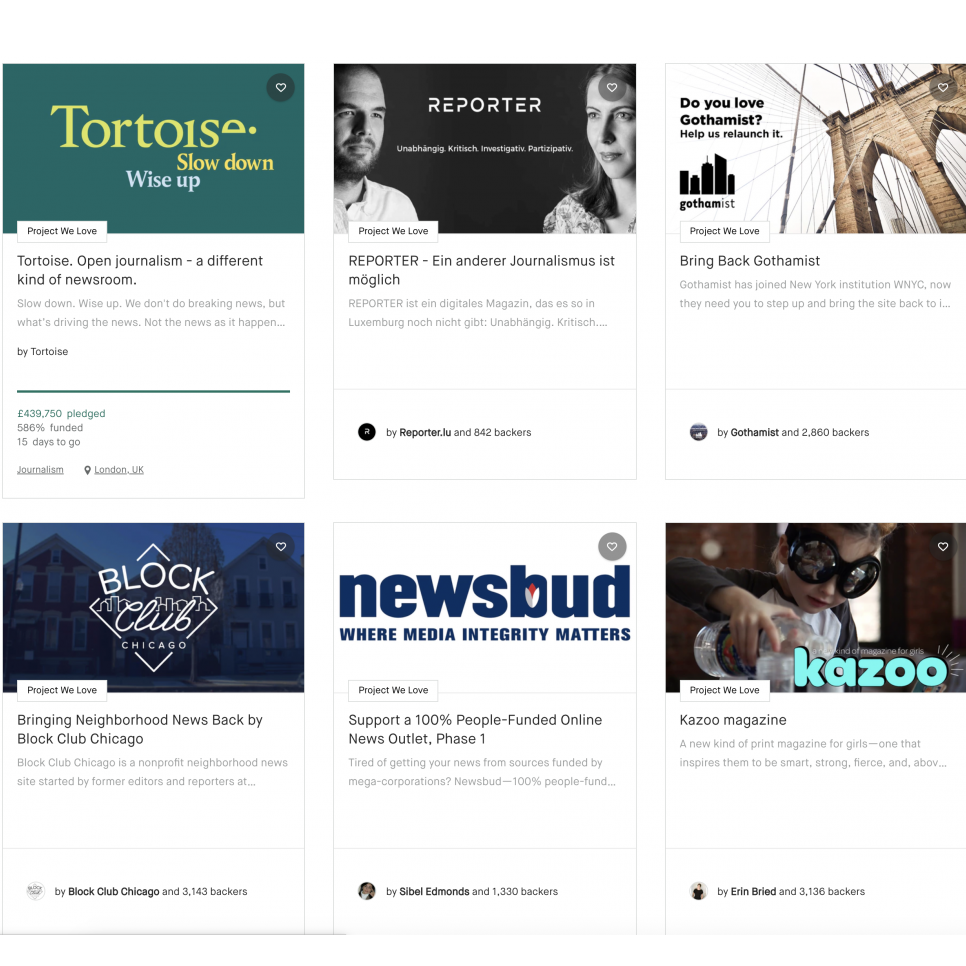 Tortoise.
Slow down
Wise up
Project We Love
Tortoise. Open journalism - a different
kind of newsroom.
Slow down. Wise up. We don't do breaking news, but
what's driving the news. Not the news as it happen...
by Tortoise
£439,750 pledged
586% funded
15 days to go
Journalism London, UK
REPORTER
Unabhängig. Kritisch. Investigativ. Partizipativ.
Project We Love
REPORTER - Ein anderer Journalismus ist
möglich
REPORTER ist ein digitales Magazin, das es so in
Luxemburg noch nicht gibt: Unabhängig. Kritisch....
R
by Reporter.lu and 842 backers
Do you love
Gothamist?
Help us relaunch it.
gothamist
Project We Love
Bring Back Gothamist
Gothamist has joined New York institution WNYC, now
they need you to step up and bring the site back to i...
by Gothamist and 2,860 backers
BLOCK
Club
CHICAGO
Project We Love
Bringing Neighborhood News Back by
Block Club Chicago
Block Club Chicago is a nonprofit neighborhood news
site started by former editors and reporters at...
BLOCK
Club
by Block Club Chicago and 3,143 backers
newsbud
WHERE MEDIA INTEGRITY MATTERS
Project We Love
Support a 100% People-Funded Online
News Outlet, Phase 1
Tired of getting your news from sources funded by
mega-corporations? Newsbud—100% people-fund...
by Sibel Edmonds and 1,330 backers
a new kind of magazine for girls
kazoo
Project We Love
Kazoo magazine
A new kind of print magazine for girls—one that
inspires them to be smart, strong, fierce, and, abov...
by Erin Bried and 3,136 backers